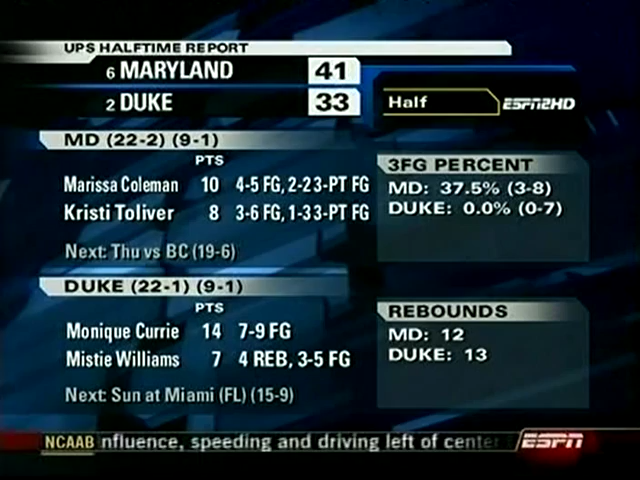 UPS HALFTIME REPORT
6 MARYLAND 41
2 DUKE 33
Half
ESPN2HD
MD (22-2) (9-1)
PTS
Marissa Coleman 10 4-5 FG, 2-2 3-PT FG
Kristi Toliver 8 3-6 FG, 1-3 3-PT FG
Next: Thu vs BC (19-6)
3FG PERCENT
MD: 37.5% (3-8)
DUKE: 0.0% (0-7)
DUKE (22-1) (9-1)
PTS
Monique Currie 14 7-9 FG
Mistie Williams 7 4 REB, 3-5 FG
Next: Sun at Miami (FL) (15-9)
REBOUNDS
MD: 12
DUKE: 13
NCAAB nfluence, speeding and driving left of center ESPN